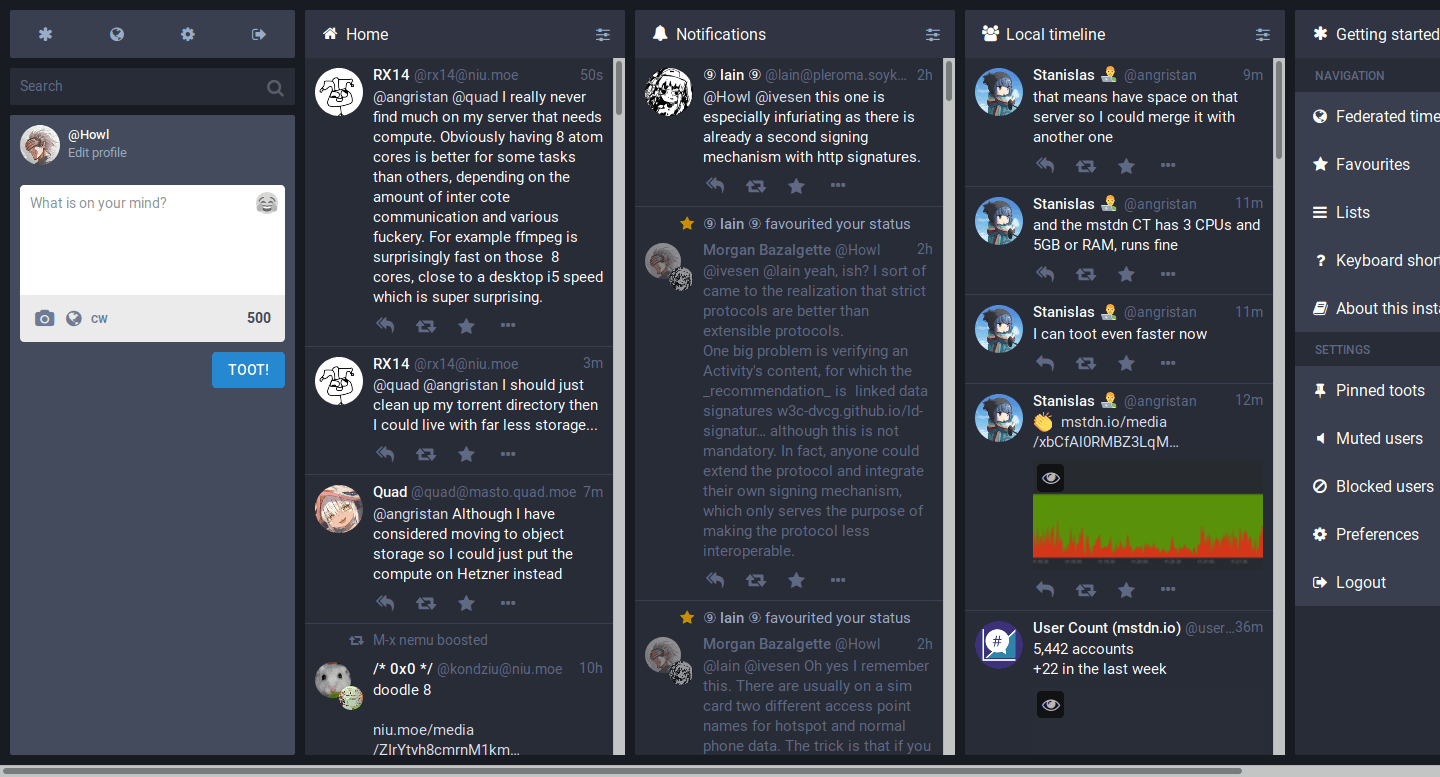 Search
@Howl
Edit profile
What is on your mind?
CW
500
TOOT!
Home
RX14 @rx14@niu.moe 50s
@angristan @quad I really never
find much on my server that needs
compute. Obviously having 8 atom
cores is better for some tasks
than others, depending on the
amount of inter cote
communication and various
fuckery. For example ffmpeg is
surprisingly fast on those 8
cores, close to a desktop i5 speed
which is super surprising.
RX14 @rx14@niu.moe 3m
@quad @angristan I should just
clean up my torrent directory then
I could live with far less storage...
Quad @quad@masto.quad.moe 7m
@angristan Although I have
considered moving to object
storage so I could just put the
compute on Hetzner instead
M-x nemu boosted
/* 0x0 */ @kondziu@niu.moe 10h
doodle 8
niu.moe/media
/ZIrYtyh8cmrnM1km…
Notifications
⑨ lain ⑨ @lain@pleroma.soyk… 2h
@Howl @ivesen this one is
especially infuriating as there is
already a second signing
mechanism with http signatures.
⑨ lain ⑨ favourited your status
Morgan Bazalgette @Howl 2h
@ivesen @lain yeah, ish? I sort of
came to the realization that strict
protocols are better than
extensible protocols.
One big problem is verifying an
Activity's content, for which the
_recommendation_ is linked data
signatures w3c-dvcg.github.io/ld-
signatur… although this is not
mandatory. In fact, anyone could
extend the protocol and integrate
their own signing mechanism,
which only serves the purpose of
making the protocol less
interoperable.
⑨ lain ⑨ favourited your status
Morgan Bazalgette @Howl 2h
@lain @ivesen Oh yes I remember
this. There are usually on a sim
card two different access point
names for hotspot and normal
phone data. The trick is that if you
Local timeline
Stanislas 👨‍💻 @angristan 9m
that means have space on that
server so I could merge it with
another one
Stanislas 👨‍💻 @angristan 11m
and the mstdn CT has 3 CPUs and
5GB or RAM, runs fine
Stanislas 👨‍💻 @angristan 11m
I can toot even faster now
Stanislas 👨‍💻 @angristan 12m
👏 mstdn.io/media
/xbCfAI0RMBZ3LqM…
User Count (mstdn.io) @user… 36m
5,442 accounts
+22 in the last week
Getting started
NAVIGATION
Federated time
Favourites
Lists
Keyboard short
About this insta
SETTINGS
Pinned toots
Muted users
Blocked users
Preferences
Logout